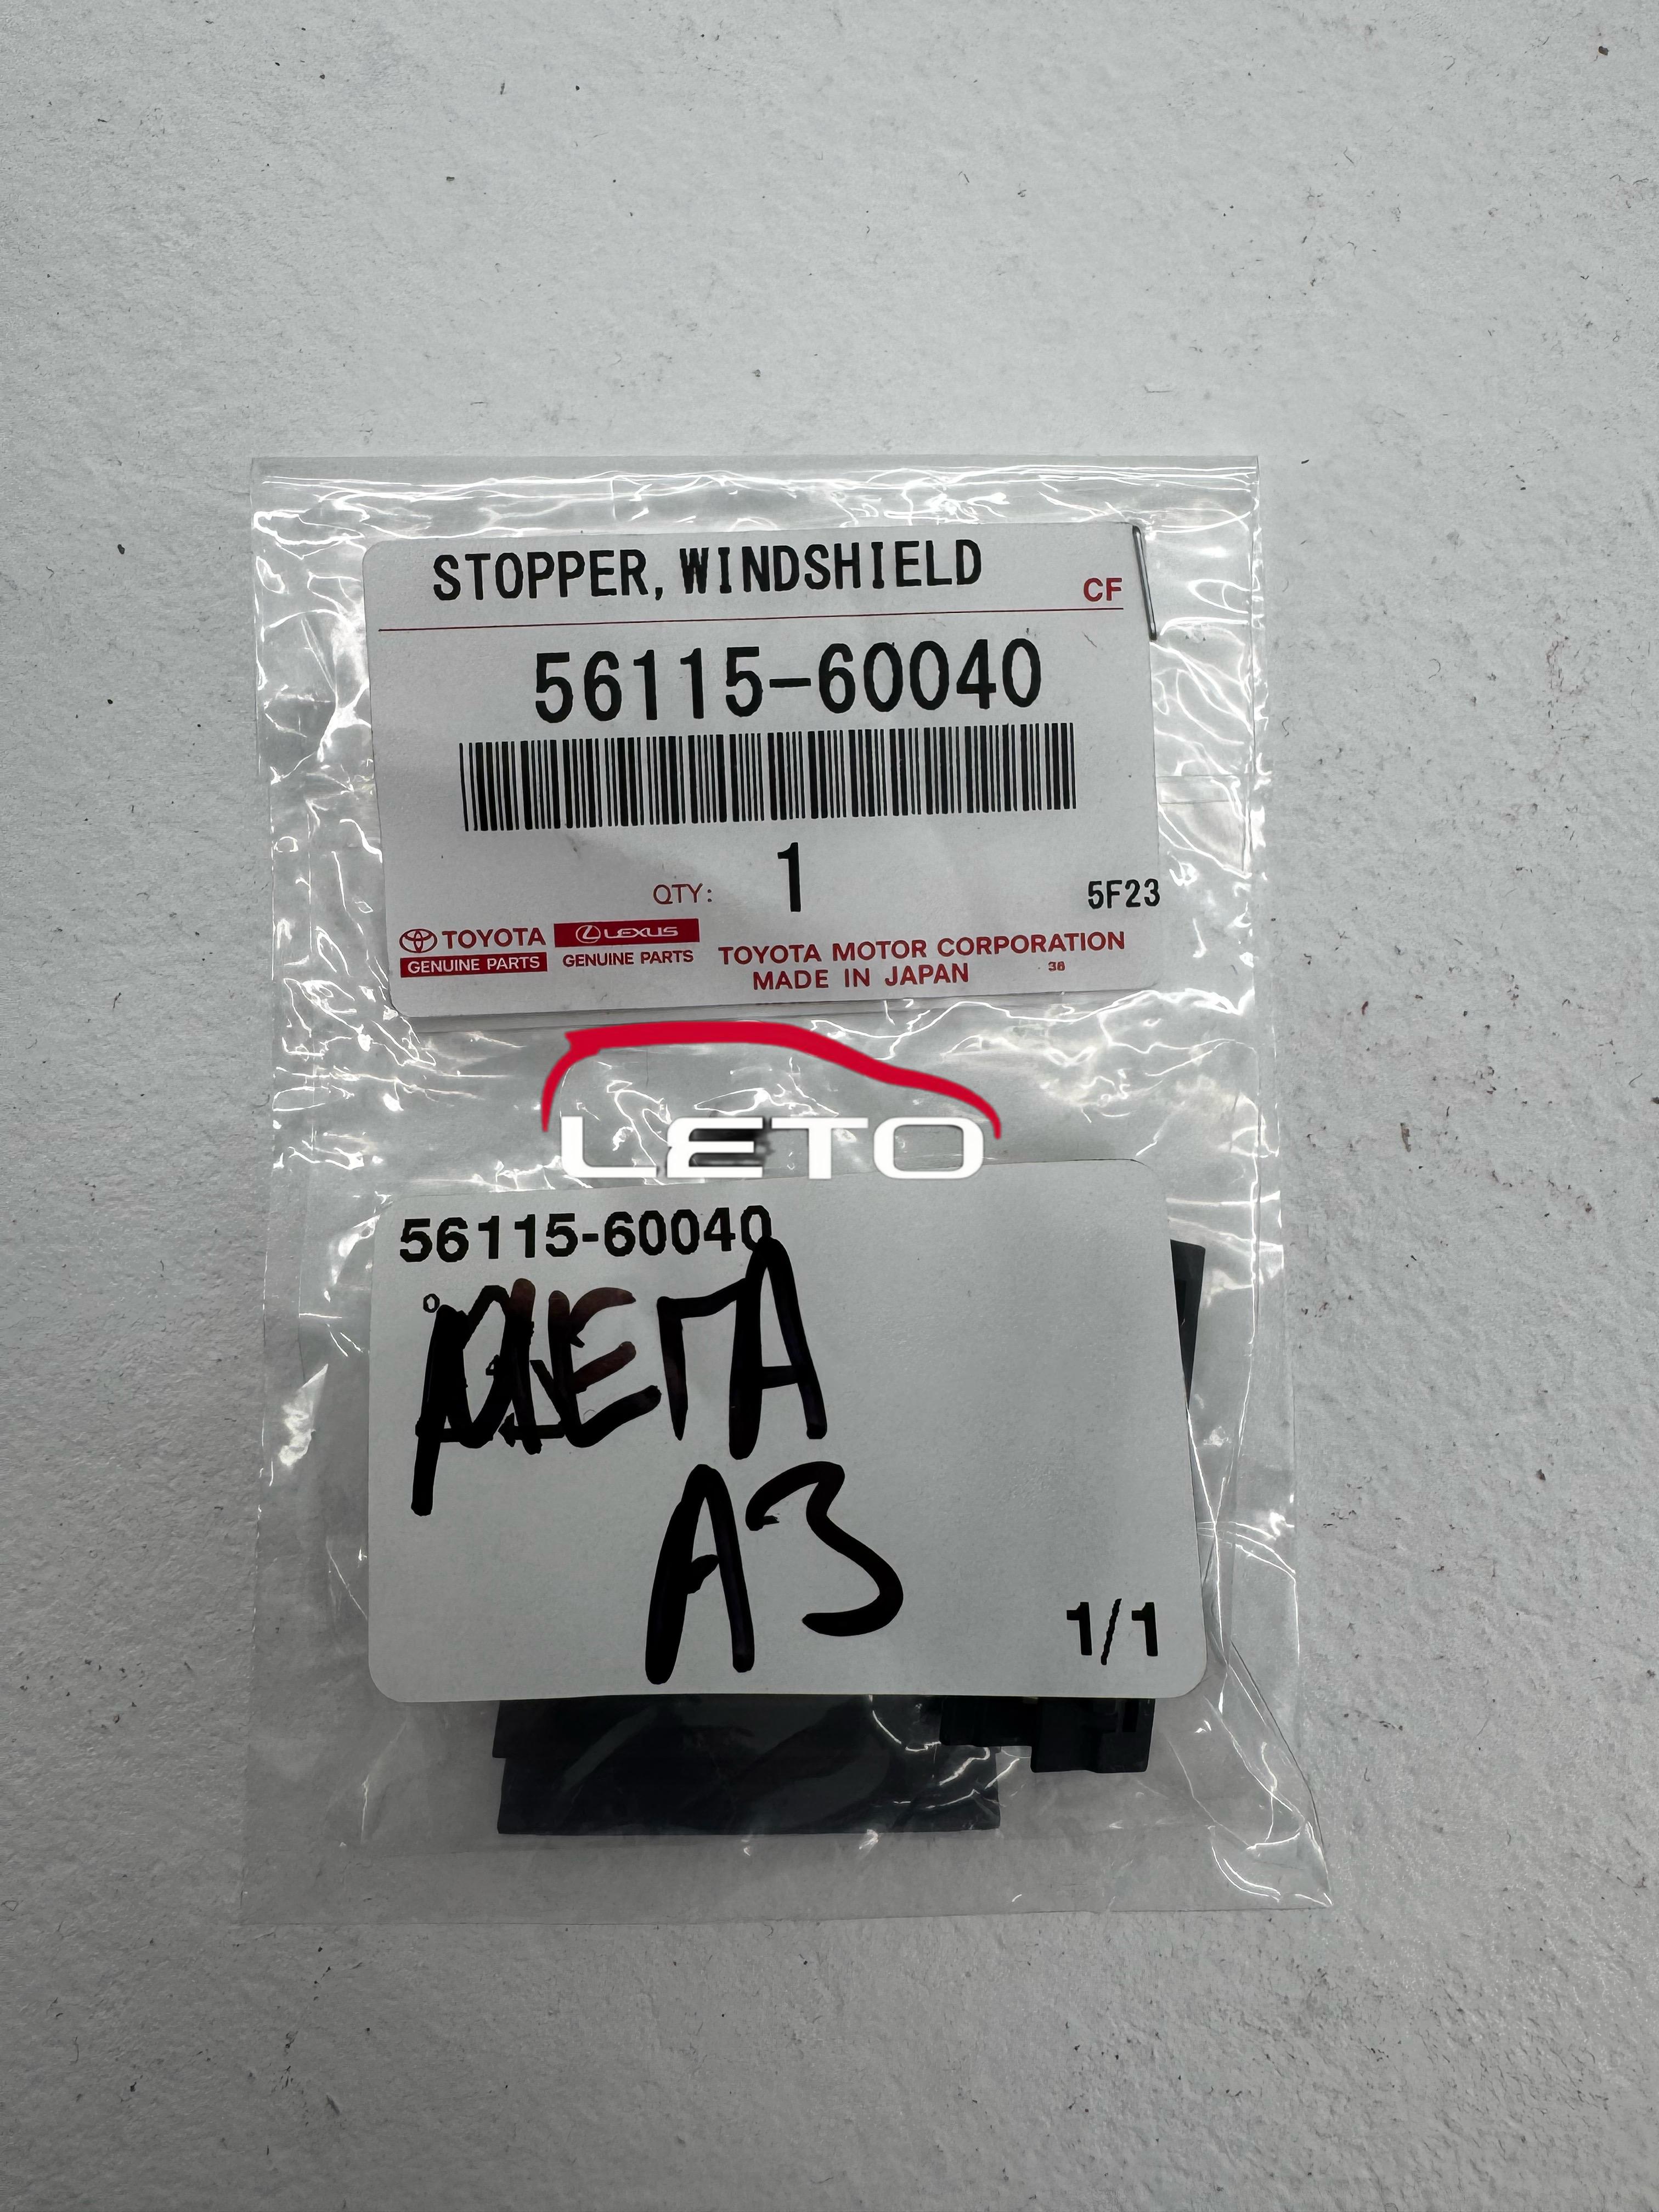 STOPPER, WINDSHIELD
CF
56115-60040
QTY: 1
5F23
TOYOTA
GENUINE PARTS
LEXUS
GENUINE PARTS
TOYOTA MOTOR CORPORATION
MADE IN JAPAN
38
LETO
56115-60040
А3
1/1